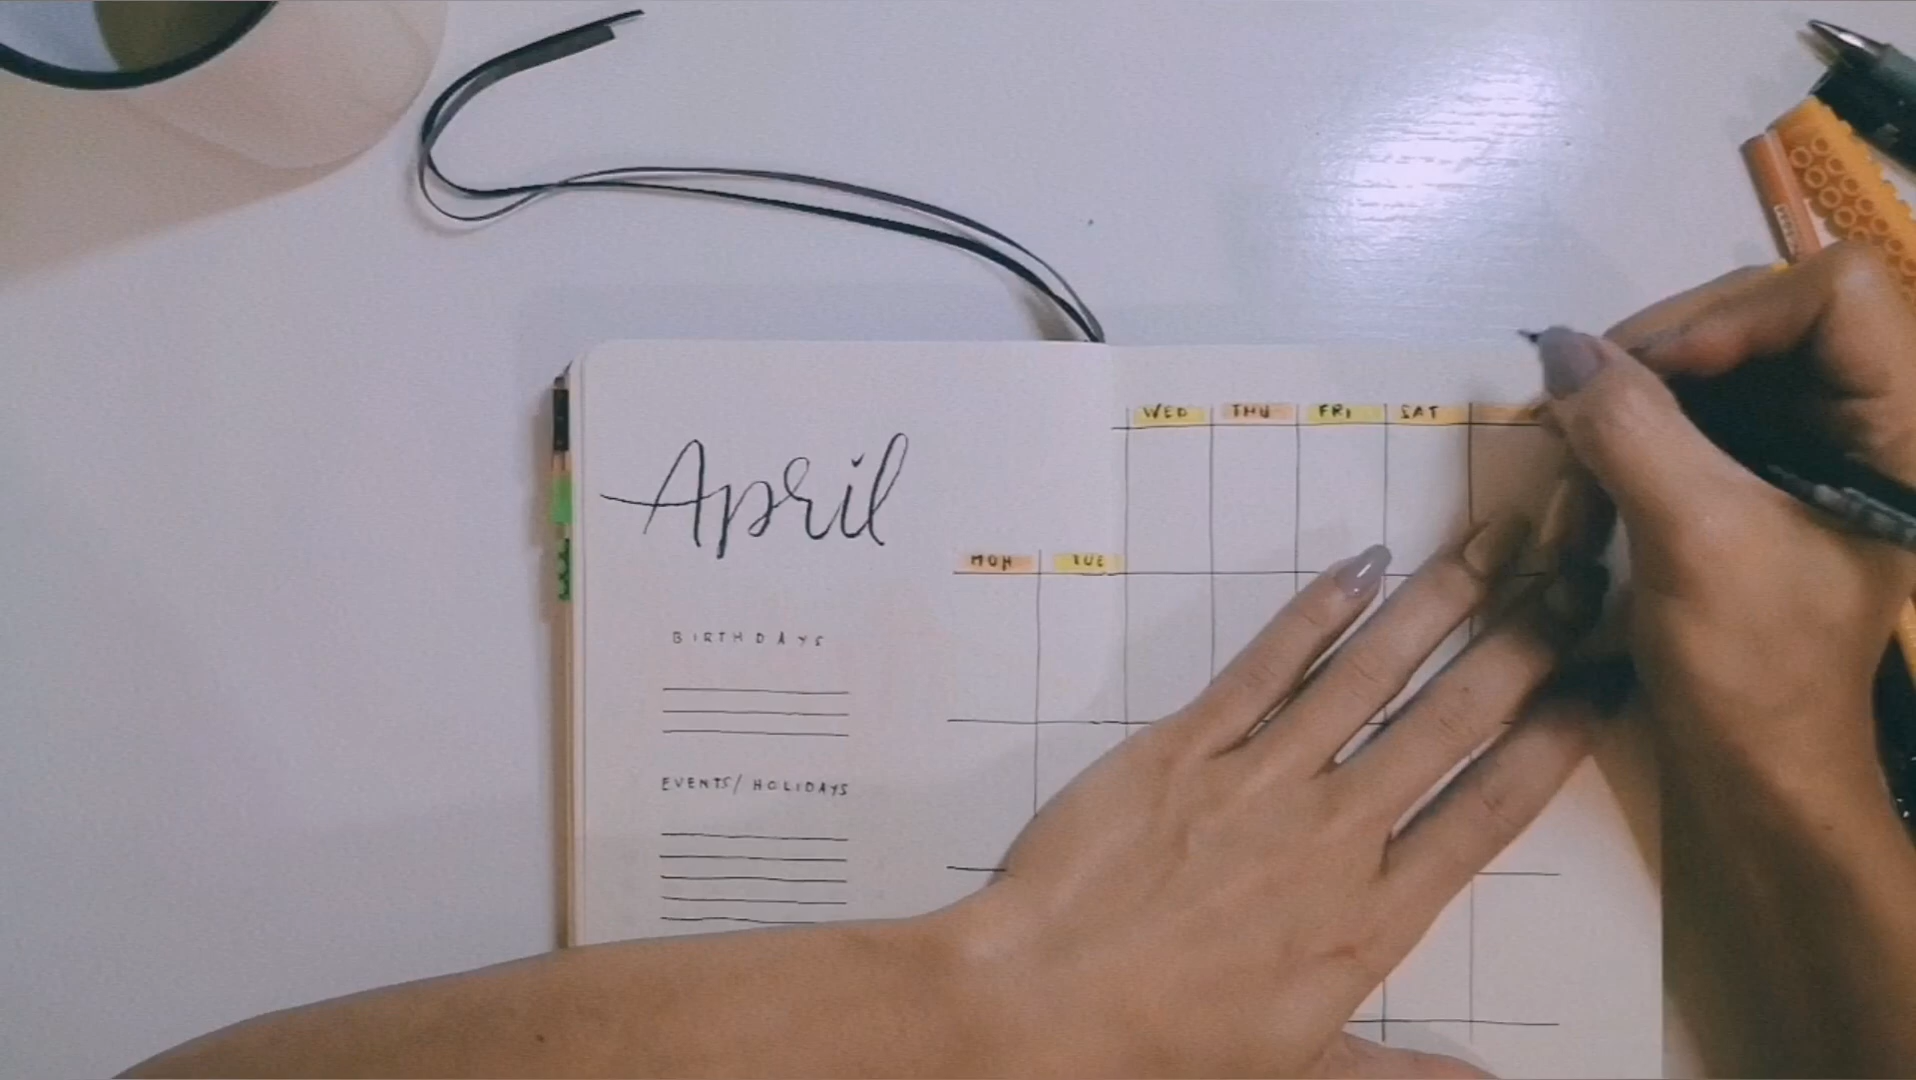 April
WED THU FRI SAT
MON TUE
BIRTHDAYS
EVENTS/ HOLIDAYS